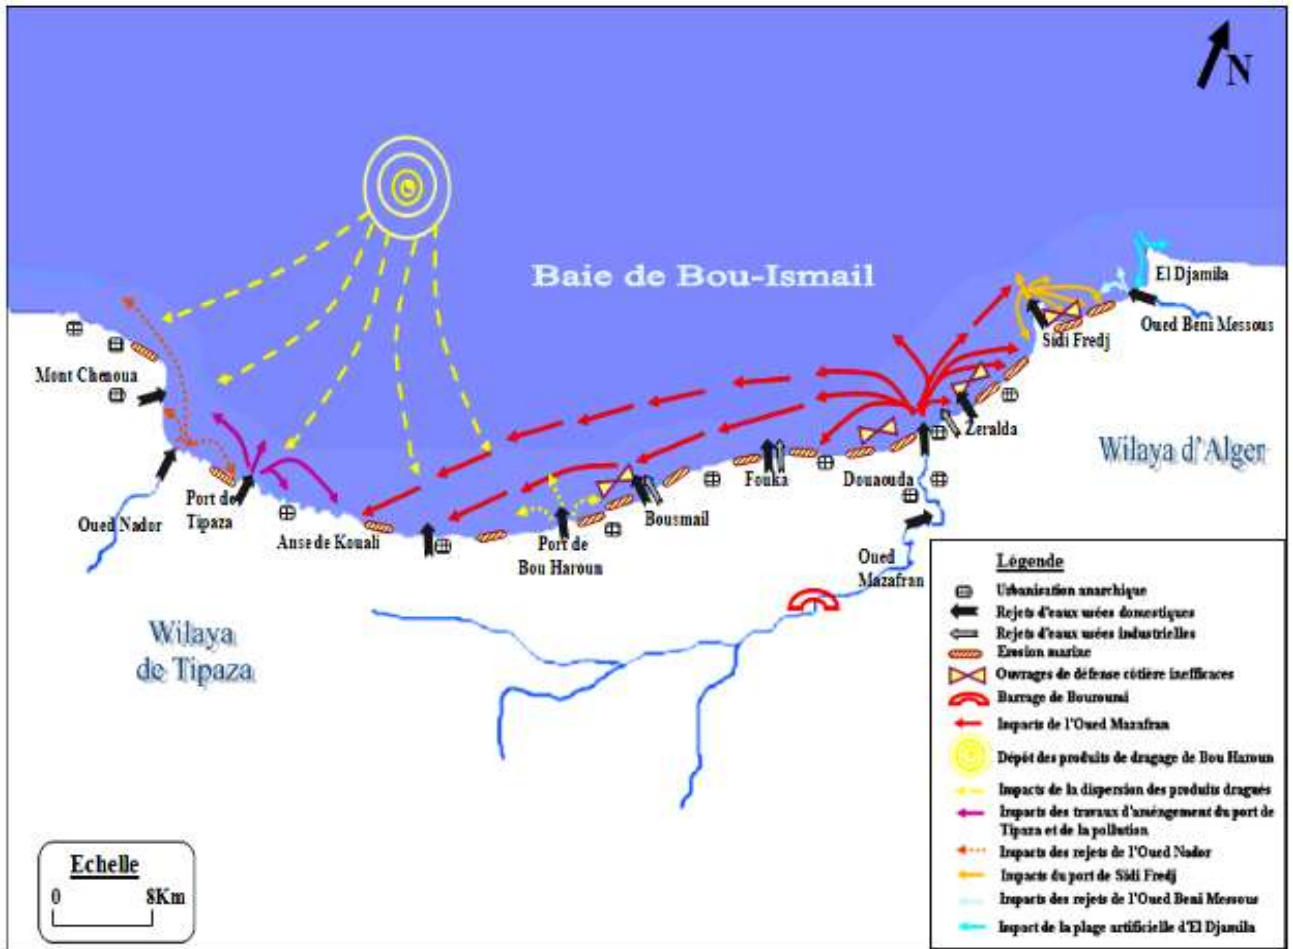 N
Baie de Bou-Ismail
El Djamila
Oued Beni Messous
Sidi Fredj
Mont Chenoua
Zeralda
Wilaya d'Alger
Fouka
Douaouda
Port de
Tipaza
Oued Nador
Anse de Kouali
Bousmail
Port de
Bou Haroun
Oued
Mazafran
Wilaya
de Tipaza
Légende
Urbanisation anarchique
Rejets d'eaux usées domestiques
Rejets d'eaux usées industrielles
Erosion marine
Ouvrages de défense côtière inefficaces
Barrage de Bouroumi
Impacts de l'Oued Mazafran
Dépôt des produits de dragage de Bou Haroun
Impacts de la dispersion des produits dragués
Impacts des travaux d'améngement du port de
Tipaza et de la pollution
Impacts des rejets de l'Oued Nador
Impacts du port de Sidi Fredj
Impacts des rejets de l'Oued Beni Messous
Impact de la plage artificielle d'El Djamila
Echelle
0 8Km